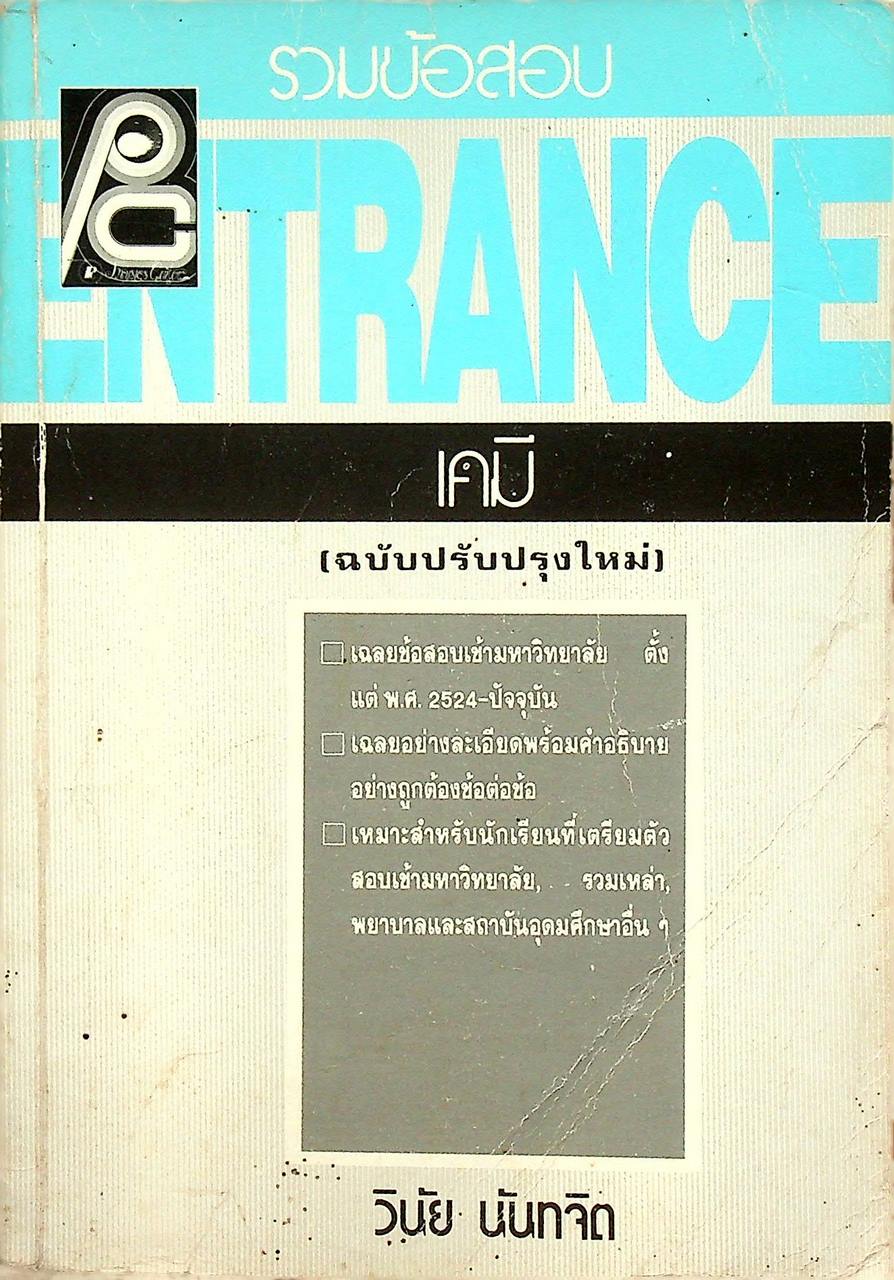 รวมข้อสอบ
ENTRANCE
PC
เคมี
(ฉบับปรับปรุงใหม่)
เฉลยข้อสอบเข้ามหาวิทยาลัย ตั้ง
แต่ พ.ศ. 2524-ปัจจุบัน
เฉลยอย่างละเอียดพร้อมคำอธิบาย
อย่างถูกต้องข้อต่อข้อ
เหมาะสำหรับนักเรียนที่เตรียมตัว
สอบเข้ามหาวิทยาลัย, รวมเหล่า,
พยาบาลและสถาบันอุดมศึกษาอื่น ๆ
วินัย นันทจิต